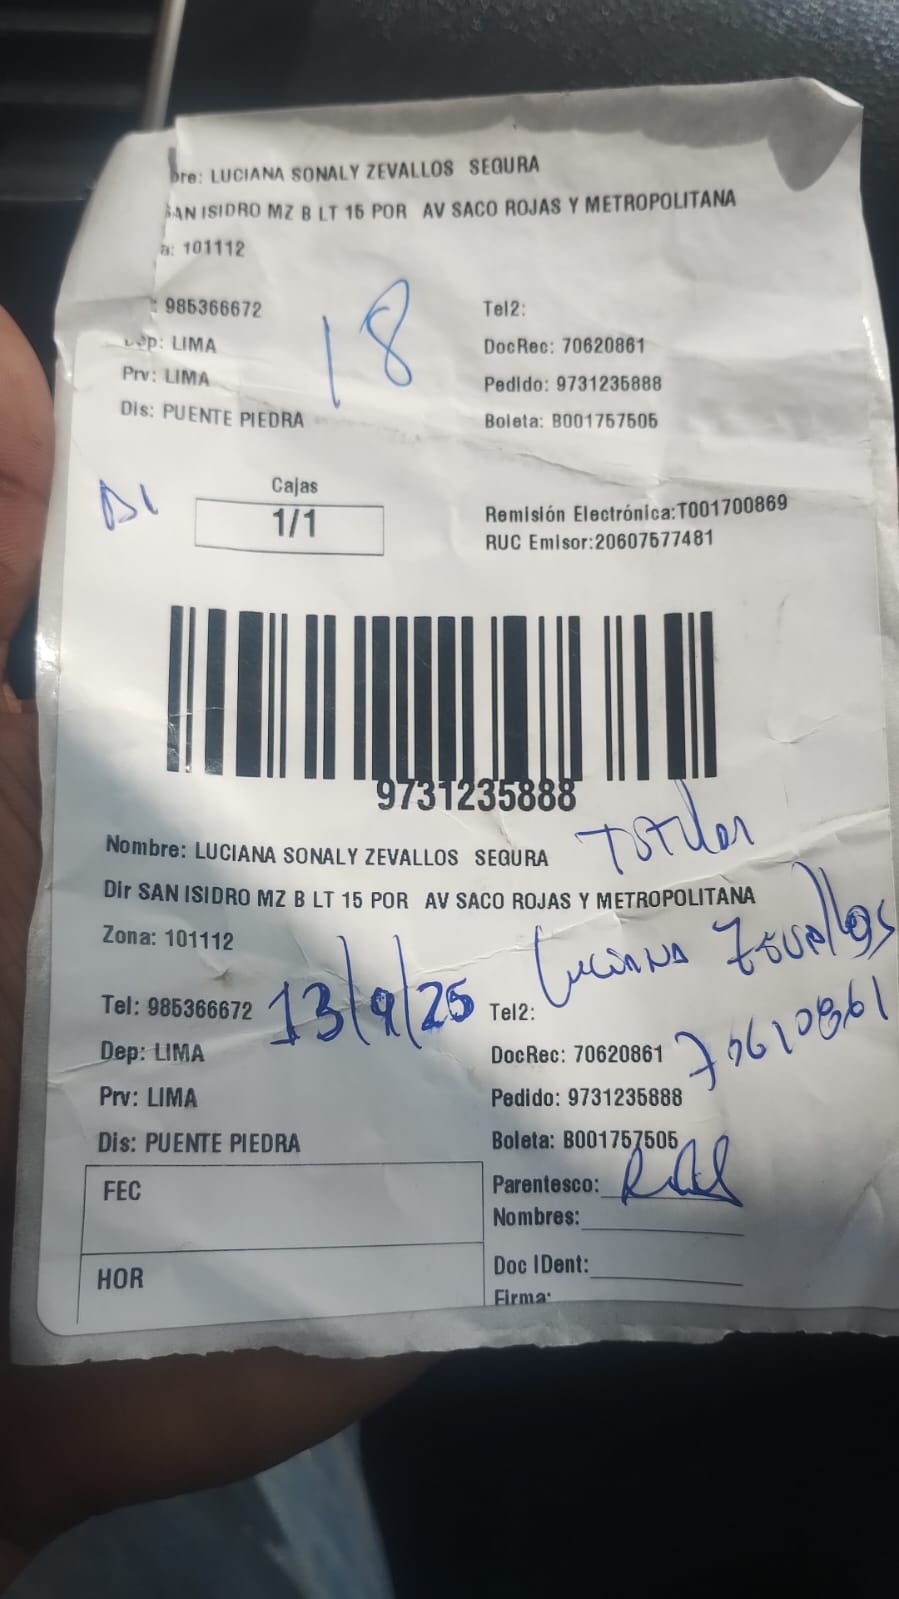 bre: LUCIANA SONALY ZEVALLOS SEGURA
SAN ISIDRO MZ B LT 15 POR AV SACO ROJAS Y METROPOLITANA
a: 101112
: 985366672
Tel2:
18
Dep: LIMA
DocRec: 70620861
Prv: LIMA
Pedido: 9731235888
Dis: PUENTE PIEDRA
Boleta: B001757505
Cajas
1/1
Remisión Electrónica:T001700869
RUC Emisor:20607577481
9731235888
Nombre: LUCIANA SONALY ZEVALLOS SEGURA
Titular
Dir SAN ISIDRO MZ B LT 15 POR AV SACO ROJAS Y METROPOLITANA
Zona: 101112
Luciana Zevallos
Tel: 985366672
13/9/25
Tel2:
70610861
Dep: LIMA
DocRec: 70620861
Prv: LIMA
Pedido: 9731235888
Dis: PUENTE PIEDRA
Boleta: B001757505
FEC
Parentesco:
Nombres:
HOR
Doc IDent:
Firma: